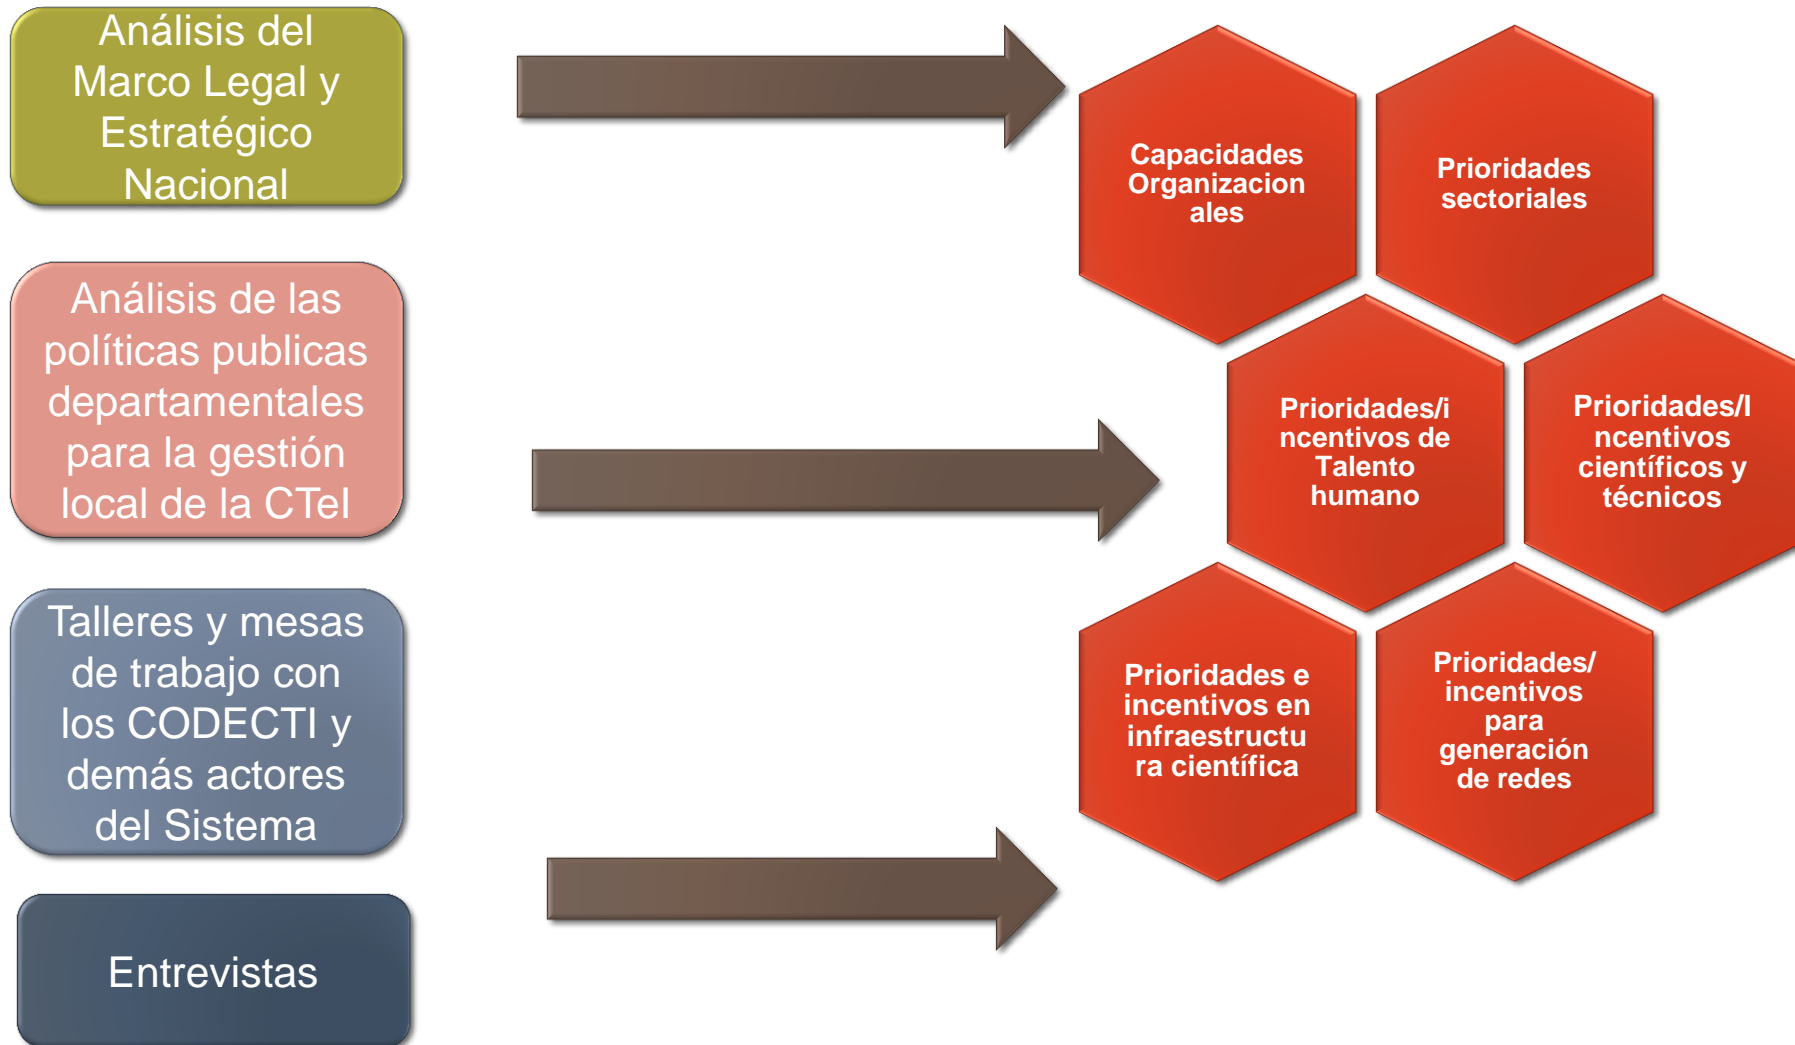 Análisis del
Marco Legal y
Estratégico
Nacional
Análisis de las
políticas publicas
departamentales
para la gestión
local de la CTeI
Talleres y mesas
de trabajo con
los CODECTI y
demás actores
del Sistema
Entrevistas
Capacidades
Organizacion
ales
Prioridades
sectoriales
Prioridades/i
ncentivos de
Talento
humano
Prioridades/I
ncentivos
científicos y
técnicos
Prioridades e
incentivos en
infraestructu
ra científica
Prioridades/
incentivos
para
generación
de redes